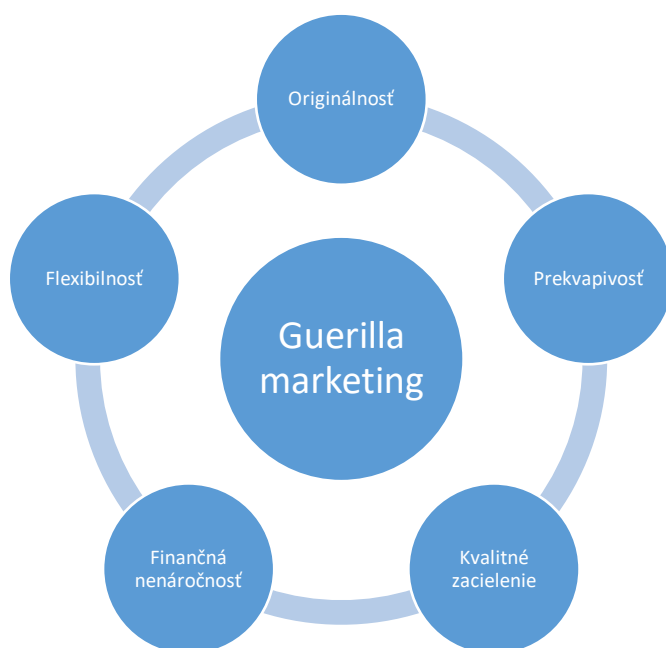 Originálnosť
Prekvapivosť
Kvalitné
zacielenie
Finančná
nenáročnosť
Flexibilnosť
Guerilla
marketing